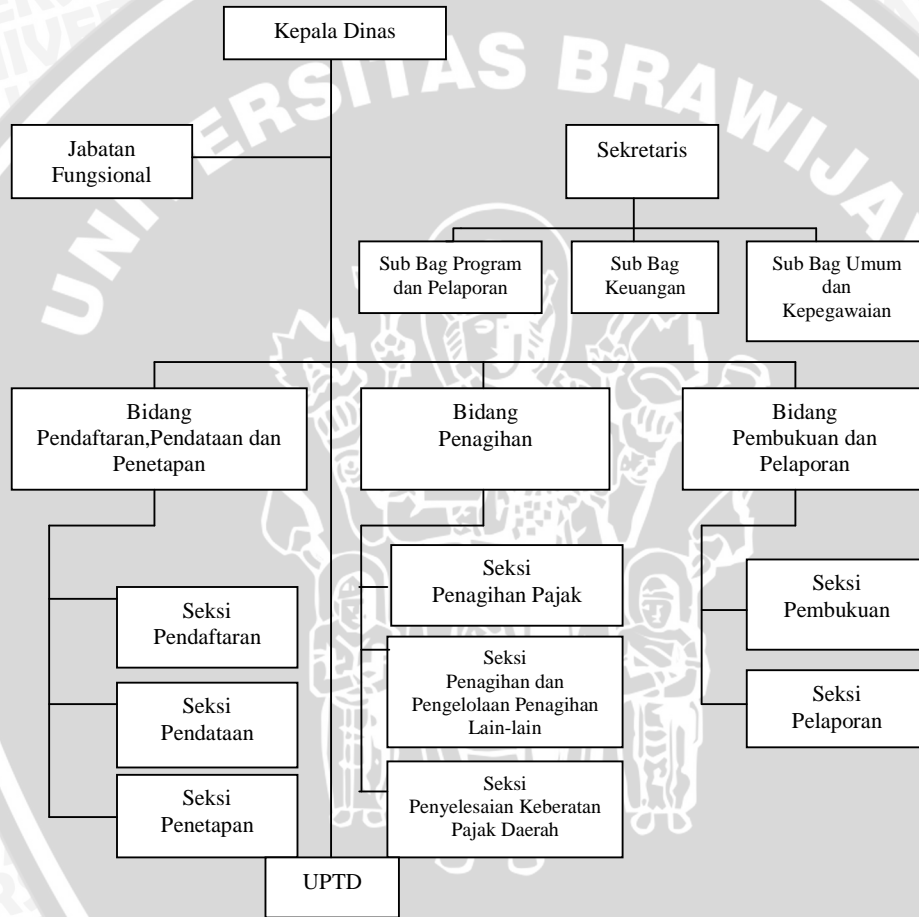 UNIVERSITAS BRAWIJA
Kepala Dinas
Jabatan
Fungsional
Sekretaris
Sub Bag Program
dan Pelaporan
Sub Bag
Keuangan
Sub Bag Umum
dan
Kepegawaian
Bidang
Pendaftaran,Pendataan dan
Penetapan
Bidang
Penagihan
Bidang
Pembukuan dan
Pelaporan
Seksi
Pendaftaran
Seksi
Pendataan
Seksi
Penetapan
Seksi
Penagihan Pajak
Seksi
Penagihan dan
Pengelolaan Penagihan
Lain-lain
Seksi
Penyelesaian Keberatan
Pajak Daerah
Seksi
Pembukuan
Seksi
Pelaporan
UPTD